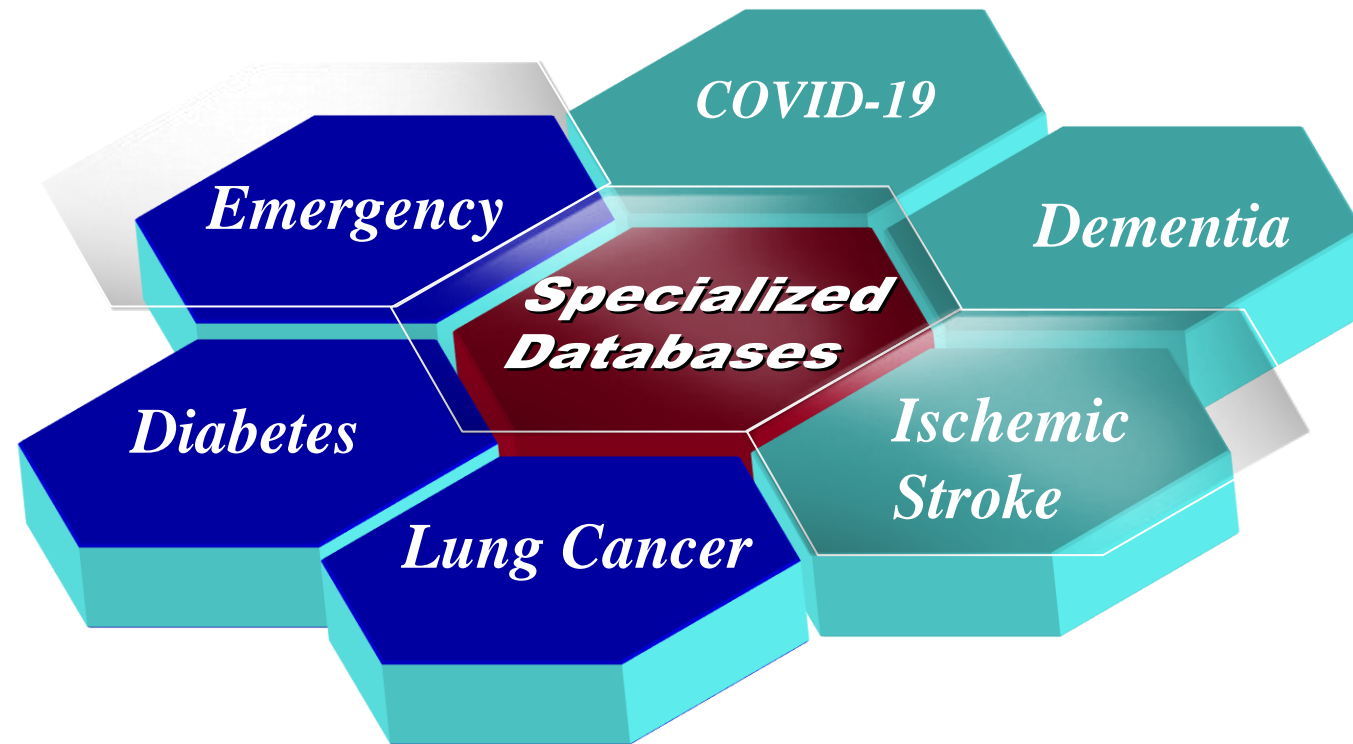 COVID-19
Emergency
Dementia
Specialized
Databases
Diabetes
Ischemic
Stroke
Lung Cancer